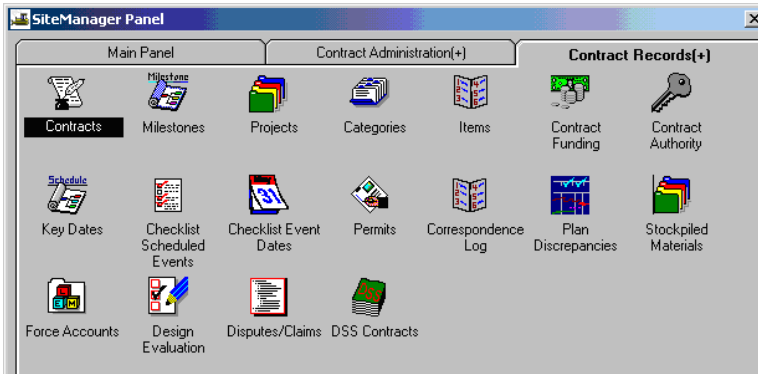 SiteManager Panel
Main Panel
Contract Administration(+)
Contract Records(+)
Milestone
Contracts
Milestones
Projects
Categories
Items
Contract
Funding
Contract
Authority
Schedule
31
Key Dates
Checklist
Scheduled
Events
Checklist Event
Dates
Permits
Correspondence
Log
Plan
Discrepancies
Stockpiled
Materials
L
E M
DSS
Force Accounts
Design
Evaluation
Disputes/Claims
DSS Contracts